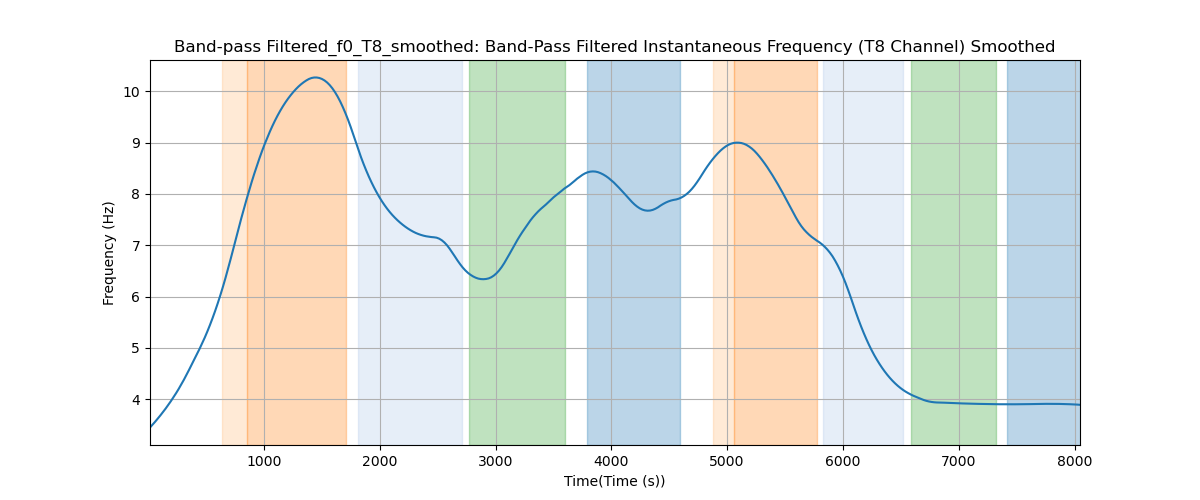 Band-pass Filtered_f0_T8_smoothed: Band-Pass Filtered Instantaneous Frequency (T8 Channel) Smoothed
10
9
8
7
6
5
4
Frequency (Hz)
1000 2000 3000 4000 5000 6000 7000 8000
Time(Time (s))